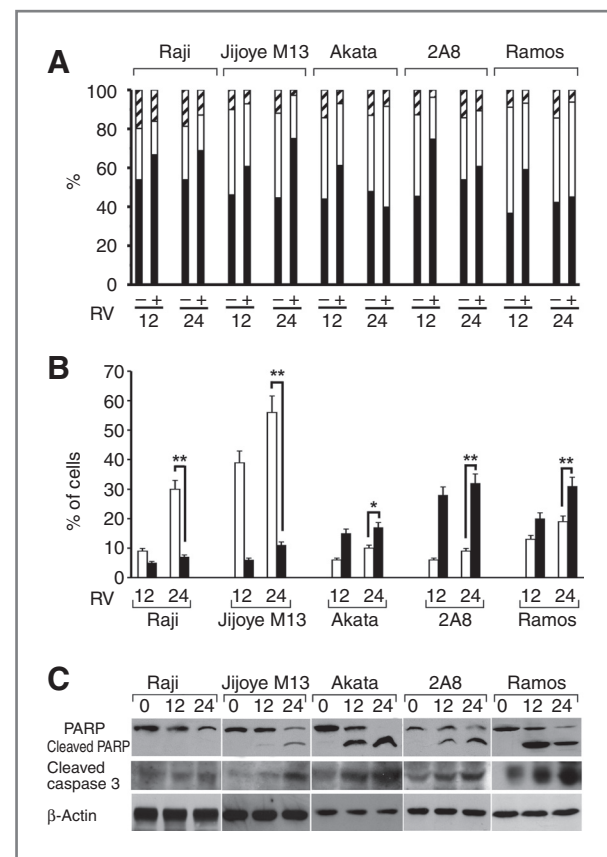 A
Raji Jijoye M13 Akata 2A8 Ramos
100
80
60
40
20
0
%
RV
− + − + − + − + − + − + − + − + − + − +
12 24 12 24 12 24 12 24 12 24
B
70
60
50
40
30
20
10
0
% of cells
** ** * ** **
RV 12 24 12 24 12 24 12 24 12 24
Raji Jijoye M13 Akata 2A8 Ramos
C
Raji Jijoye M13 Akata 2A8 Ramos
0 12 24 0 12 24 0 12 24 0 12 24 0 12 24
PARP
Cleaved PARP
Cleaved
caspase 3
β-Actin